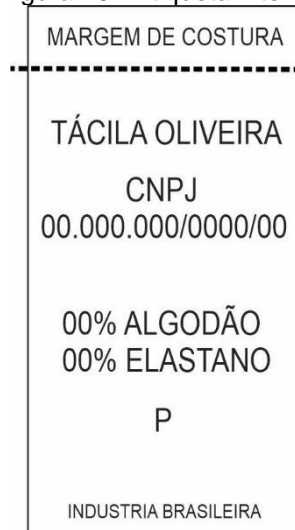 MARGEM DE COSTURA
TÁCILA OLIVEIRA
CNPJ
00.000.000/0000/00
00% ALGODÃO
00% ELASTANO
P
INDUSTRIA BRASILEIRA